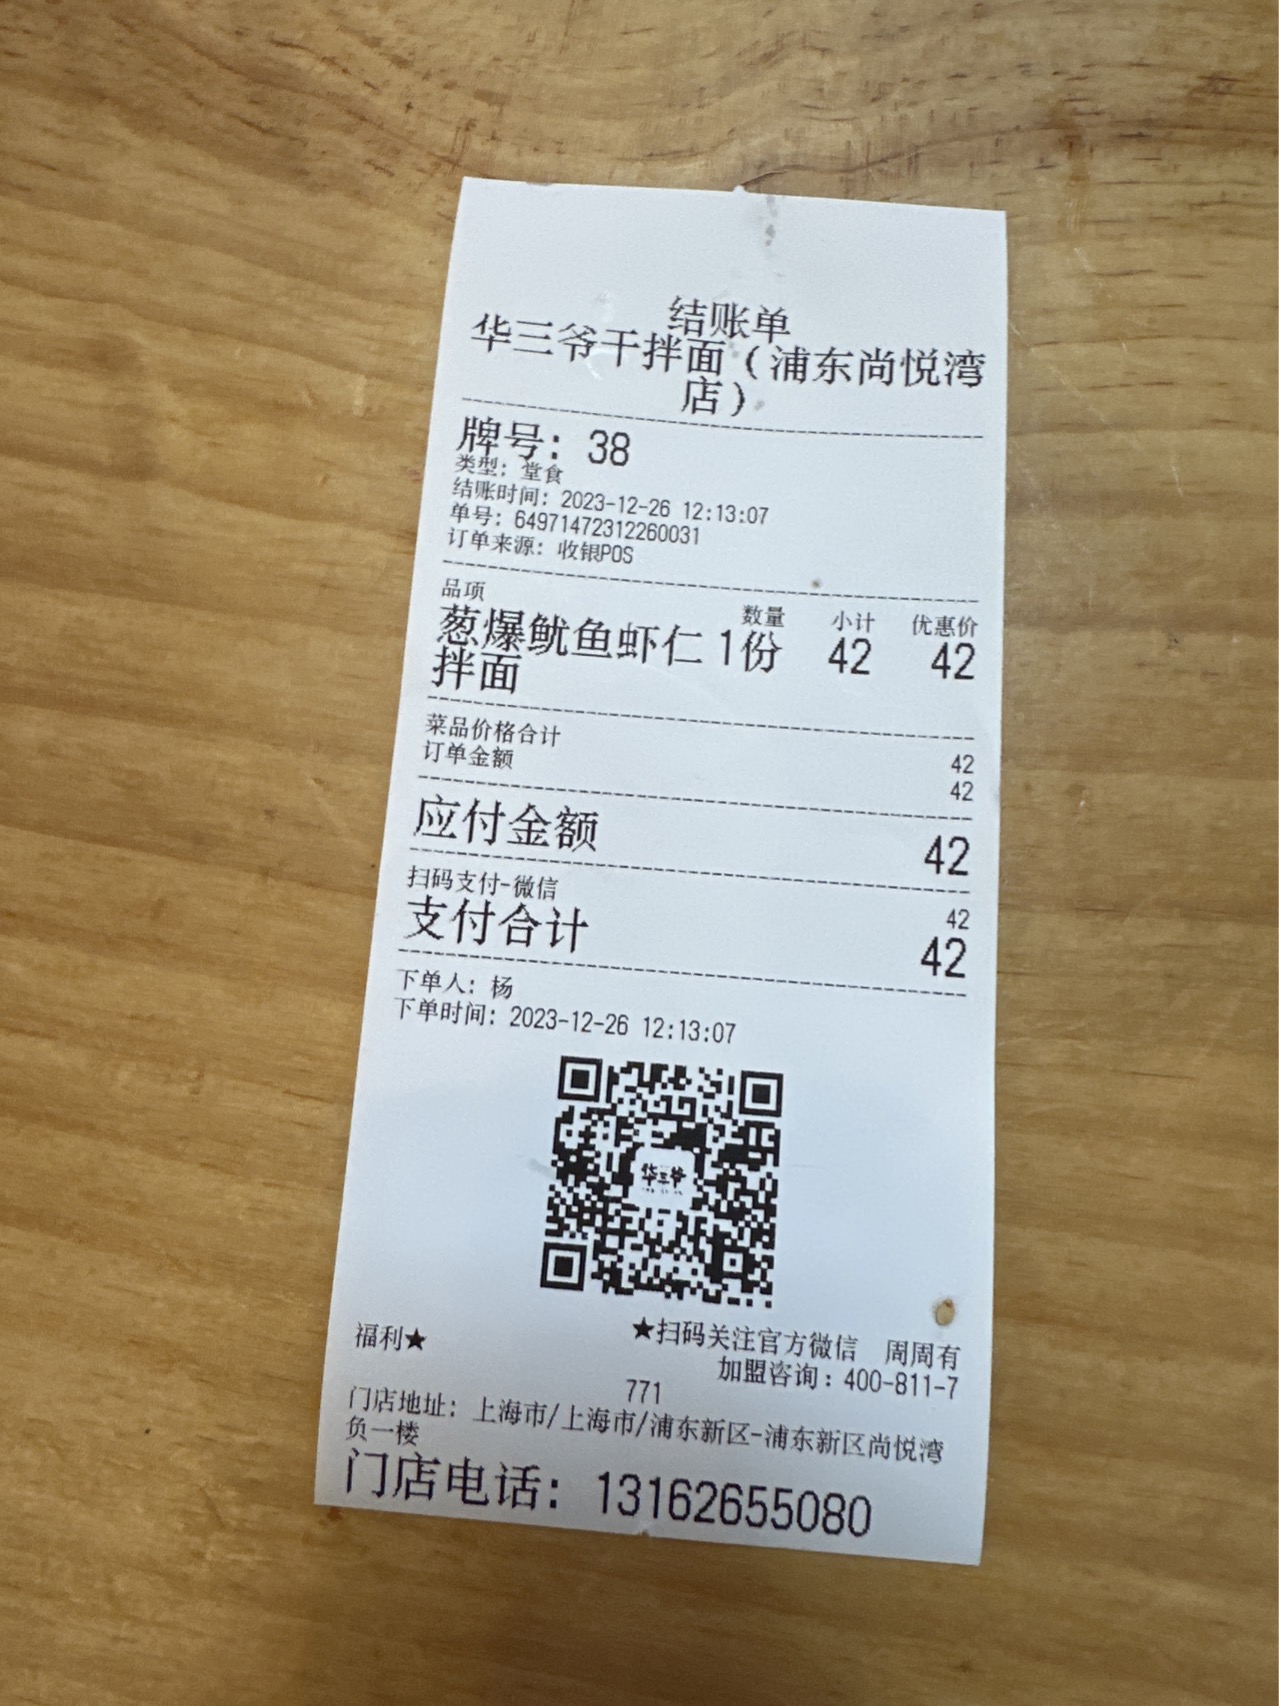 结账单
华三爷干拌面（浦东尚悦湾
店）
牌号：38
类型：堂食
结账时间：2023-12-26 12:13:07
单号：64971472312260031
订单来源：收银POS
品项 数量 小计 优惠价
葱爆鱿鱼虾仁 1份 42 42
拌面
菜品价格合计 42
订单金额 42
应付金额 42
扫码支付-微信 42
支付合计 42
下单人：杨
下单时间：2023-12-26 12:13:07
华三爷
★扫码关注官方微信 周周有
福利★
加盟咨询：400-811-7
771
门店地址：上海市/上海市/浦东新区-浦东新区尚悦湾
负一楼
门店电话：13162655080